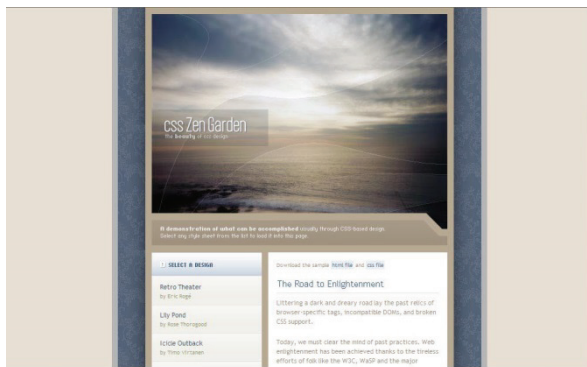 css Zen Garden
The beauty of css design
A demonstration of what can be accomplished visually through CSS-based design.
Select any style sheet from the list to load it into this page.
SELECT A DESIGN
Retro Theater
by Eric Rogé
Lily Pond
by Rose Thorogood
Icicle Outback
by Timo Virtanen
Download the sample html file and css file
The Road to Enlightenment
Littering a dark and dreary road lay the past relics of
browser-specific tags, incompatible DOMs, and broken
CSS support.
Today, we must clear the mind of past practices. Web
enlightenment has been achieved thanks to the tireless
efforts of folk like the W3C, WaSP and the major